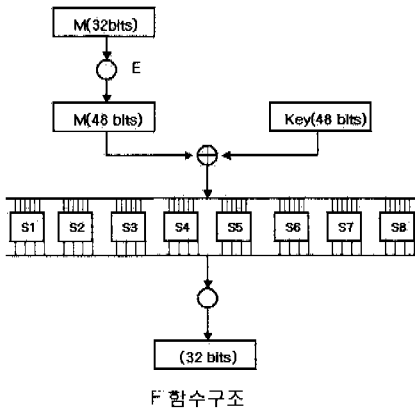 M(32bits)
E
M(48 bits)
Key(48 bits)
S1 S2 S3 S4 S5 S6 S7 S8
(32 bits)
F 함수구조